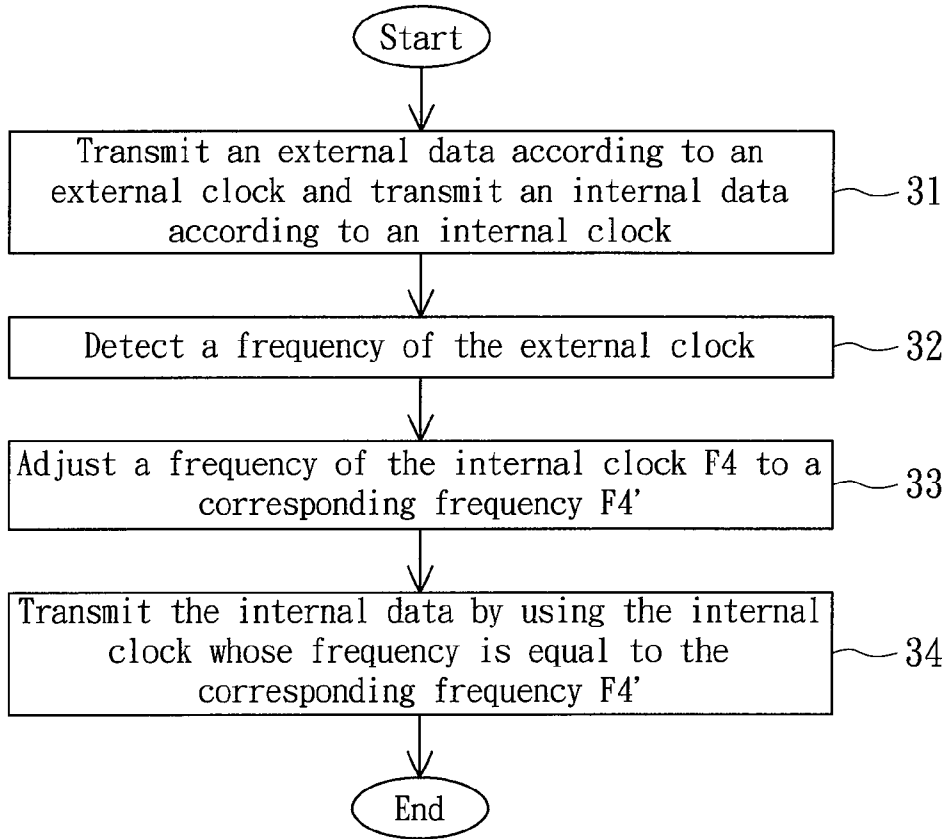 Start
Transmit an external data according to an
external clock and transmit an internal data
according to an internal clock
31
Detect a frequency of the external clock
32
Adjust a frequency of the internal clock F4 to a
corresponding frequency F4'
33
Transmit the internal data by using the internal
clock whose frequency is equal to the
corresponding frequency F4'
34
End